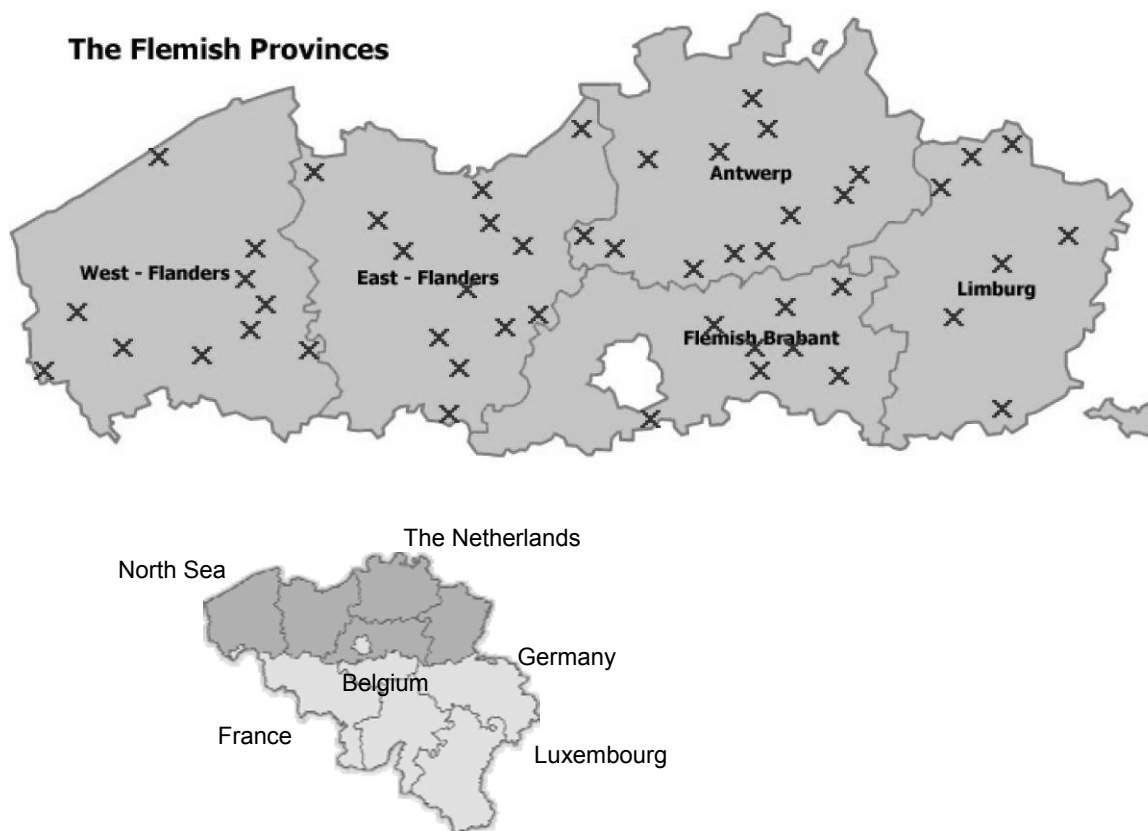 The Flemish Provinces
Antwerp
West - Flanders
East - Flanders
Limburg
Flemish Brabant
The Netherlands
North Sea
Germany
Belgium
France
Luxembourg